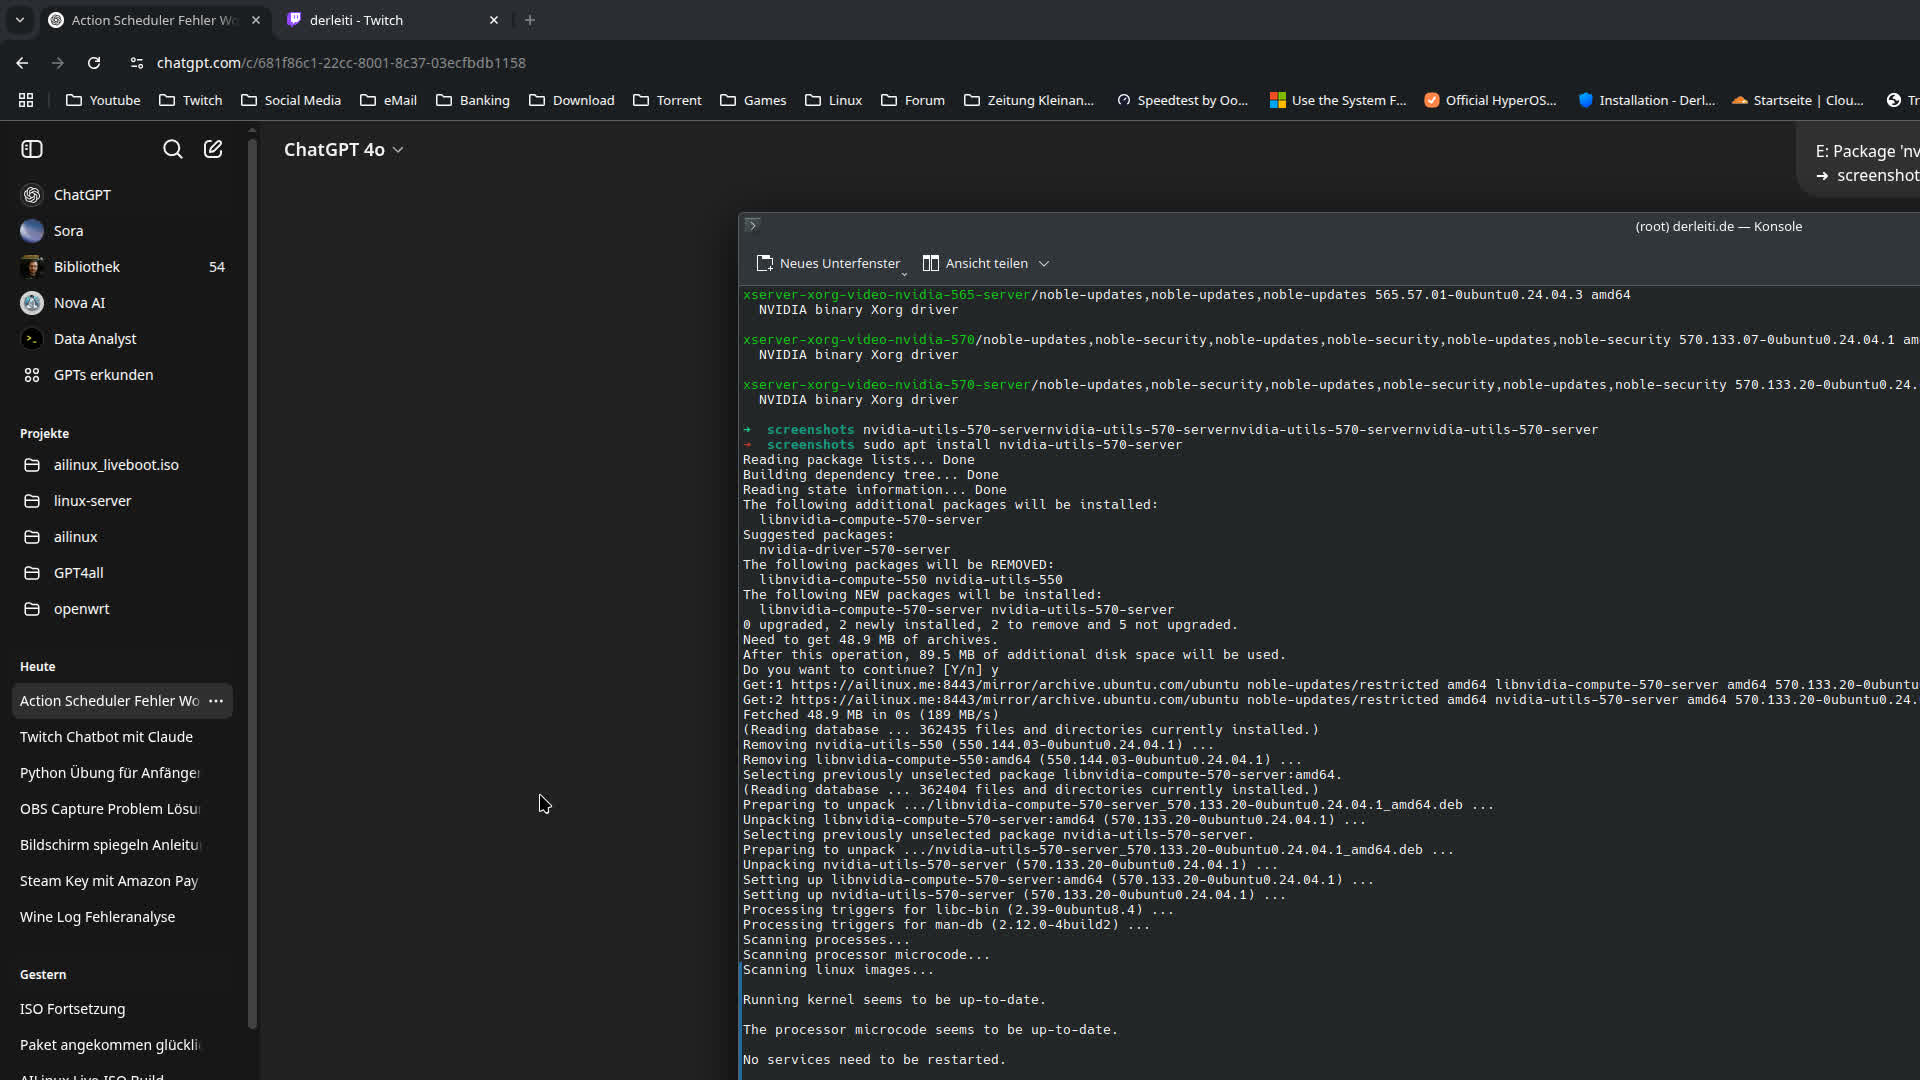 Action Scheduler Fehler Wo
derleiti - Twitch
chatgpt.com/c/681f86c1-22cc-8001-8c37-03ecfbdb1158
Youtube
Twitch
Social Media
eMail
Banking
Download
Torrent
Games
Linux
Forum
Zeitung Kleinan...
Speedtest by Oo...
Use the System F...
Official HyperOS...
Installation - Derl...
Startseite | Clou...
Tr
ChatGPT
Sora
Bibliothek 54
Nova AI
Data Analyst
GPTs erkunden
Projekte
ailinux_liveboot.iso
linux-server
ailinux
GPT4all
openwrt
Heute
Action Scheduler Fehler Wo
Twitch Chatbot mit Claude
Python Übung für Anfänger
OBS Capture Problem Lösu
Bildschirm spiegeln Anleitu
Steam Key mit Amazon Pay
Wine Log Fehleranalyse
Gestern
ISO Fortsetzung
Paket angekommen glückli
AILinux Live ISO Build
ChatGPT 4o
E: Package 'nv
➜ screenshot
(root) derleiti.de — Konsole
Neues Unterfenster
Ansicht teilen
xserver-xorg-video-nvidia-565-server/noble-updates,noble-updates,noble-updates 565.57.01-0ubuntu0.24.04.3 amd64
NVIDIA binary Xorg driver
xserver-xorg-video-nvidia-570/noble-updates,noble-security,noble-updates,noble-security,noble-updates,noble-security 570.133.07-0ubuntu0.24.04.1 am
NVIDIA binary Xorg driver
xserver-xorg-video-nvidia-570-server/noble-updates,noble-security,noble-updates,noble-security,noble-updates,noble-security 570.133.20-0ubuntu0.24.
NVIDIA binary Xorg driver
➜ screenshots nvidia-utils-570-servernvidia-utils-570-servernvidia-utils-570-servernvidia-utils-570-server
➜ screenshots sudo apt install nvidia-utils-570-server
Reading package lists... Done
Building dependency tree... Done
Reading state information... Done
The following additional packages will be installed:
libnvidia-compute-570-server
Suggested packages:
nvidia-driver-570-server
The following packages will be REMOVED:
libnvidia-compute-550 nvidia-utils-550
The following NEW packages will be installed:
libnvidia-compute-570-server nvidia-utils-570-server
0 upgraded, 2 newly installed, 2 to remove and 5 not upgraded.
Need to get 48.9 MB of archives.
After this operation, 89.5 MB of additional disk space will be used.
Do you want to continue? [Y/n] y
Get:1 https://ailinux.me:8443/mirror/archive.ubuntu.com/ubuntu noble-updates/restricted amd64 libnvidia-compute-570-server amd64 570.133.20-0ubuntu
Get:2 https://ailinux.me:8443/mirror/archive.ubuntu.com/ubuntu noble-updates/restricted amd64 nvidia-utils-570-server amd64 570.133.20-0ubuntu0.24.
Fetched 48.9 MB in 0s (189 MB/s)
(Reading database ... 362435 files and directories currently installed.)
Removing nvidia-utils-550 (550.144.03-0ubuntu0.24.04.1) ...
Removing libnvidia-compute-550:amd64 (550.144.03-0ubuntu0.24.04.1) ...
Selecting previously unselected package libnvidia-compute-570-server:amd64.
(Reading database ... 362404 files and directories currently installed.)
Preparing to unpack .../libnvidia-compute-570-server_570.133.20-0ubuntu0.24.04.1_amd64.deb ...
Unpacking libnvidia-compute-570-server:amd64 (570.133.20-0ubuntu0.24.04.1) ...
Selecting previously unselected package nvidia-utils-570-server.
Preparing to unpack .../nvidia-utils-570-server_570.133.20-0ubuntu0.24.04.1_amd64.deb ...
Unpacking nvidia-utils-570-server (570.133.20-0ubuntu0.24.04.1) ...
Setting up libnvidia-compute-570-server:amd64 (570.133.20-0ubuntu0.24.04.1) ...
Setting up nvidia-utils-570-server (570.133.20-0ubuntu0.24.04.1) ...
Processing triggers for libc-bin (2.39-0ubuntu8.4) ...
Processing triggers for man-db (2.12.0-4build2) ...
Scanning processes...
Scanning processor microcode...
Scanning linux images...
Running kernel seems to be up-to-date.
The processor microcode seems to be up-to-date.
No services need to be restarted.